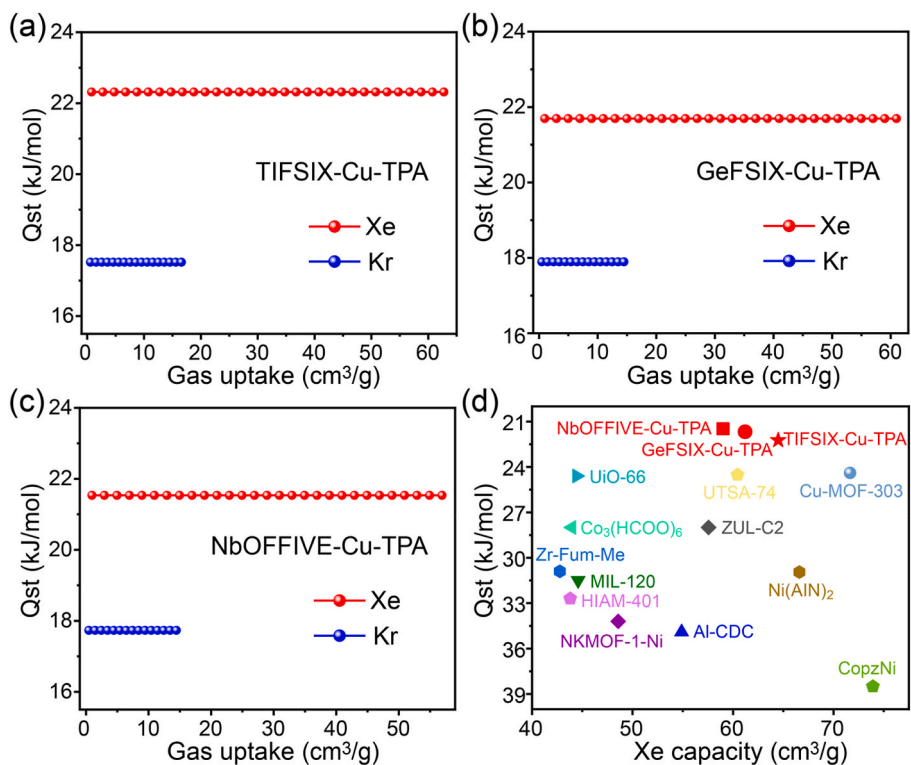 (a)
24
22
20
18
16
Qst (kJ/mol)
TIFSIX-Cu-TPA
Xe
Kr
0 10 20 30 40 50 60
Gas uptake (cm³/g)
(b)
24
22
20
18
16
Qst (kJ/mol)
GeFSIX-Cu-TPA
Xe
Kr
0 10 20 30 40 50 60
Gas uptake (cm³/g)
(c)
24
22
20
18
16
Qst (kJ/mol)
NbOFFIVE-Cu-TPA
Xe
Kr
0 10 20 30 40 50
Gas uptake (cm³/g)
(d)
21
24
27
30
33
36
39
Qst (kJ/mol)
NbOFFIVE-Cu-TPA
GeFSIX-Cu-TPA
TIFSIX-Cu-TPA
UiO-66
UTSA-74
Cu-MOF-303
Co₃(HCOO)₆
ZUL-C2
Zr-Fum-Me
MIL-120
Ni(AIN)₂
HIAM-401
NKMOF-1-Ni
Al-CDC
CopzNi
40 50 60 70
Xe capacity (cm³/g)